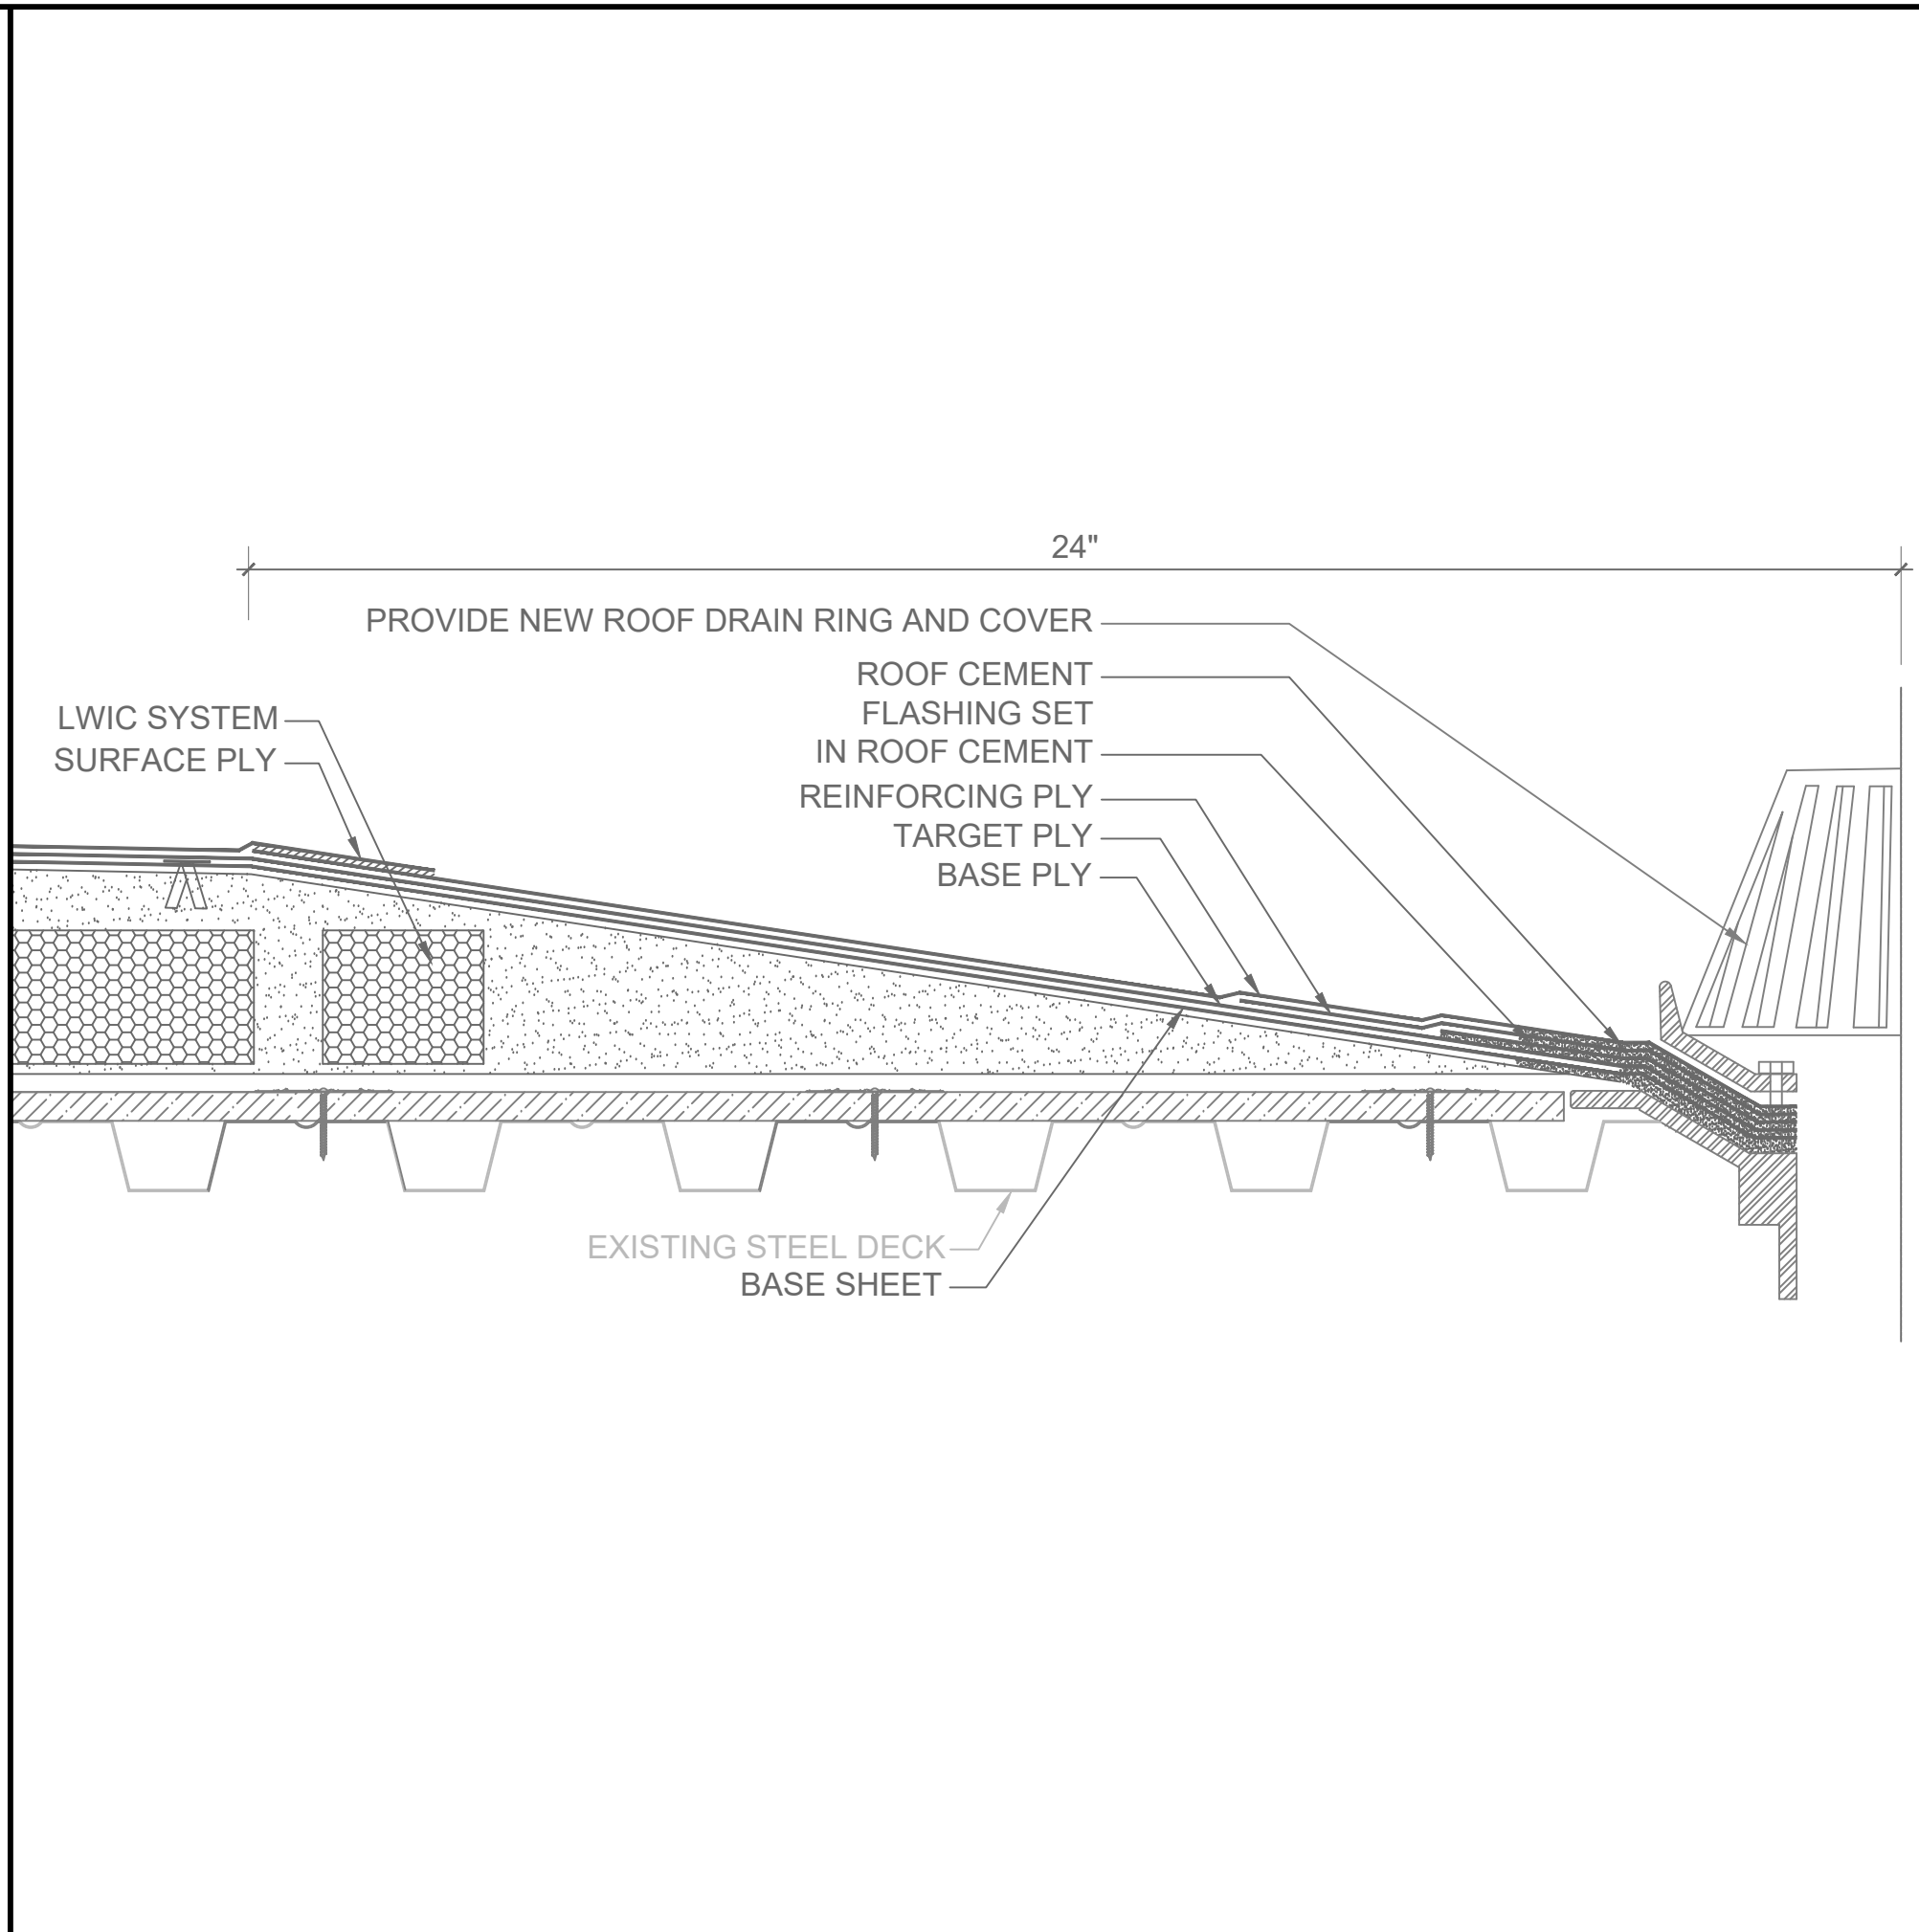 24"
PROVIDE NEW ROOF DRAIN RING AND COVER
ROOF CEMENT
FLASHING SET
IN ROOF CEMENT
REINFORCING PLY
TARGET PLY
BASE PLY
LWIC SYSTEM
SURFACE PLY
EXISTING STEEL DECK
BASE SHEET